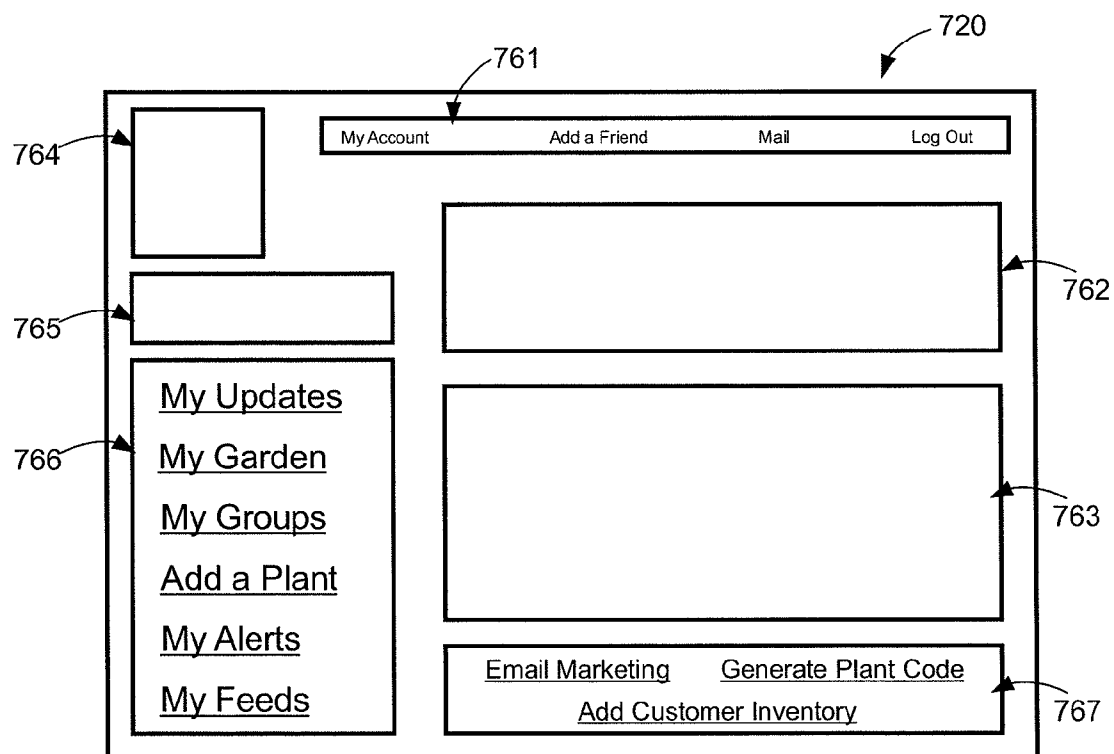 720
761
My Account Add a Friend Mail Log Out
764
762
765
My Updates
766
My Garden
My Groups
Add a Plant
My Alerts
My Feeds
763
Email Marketing Generate Plant Code
Add Customer Inventory
767